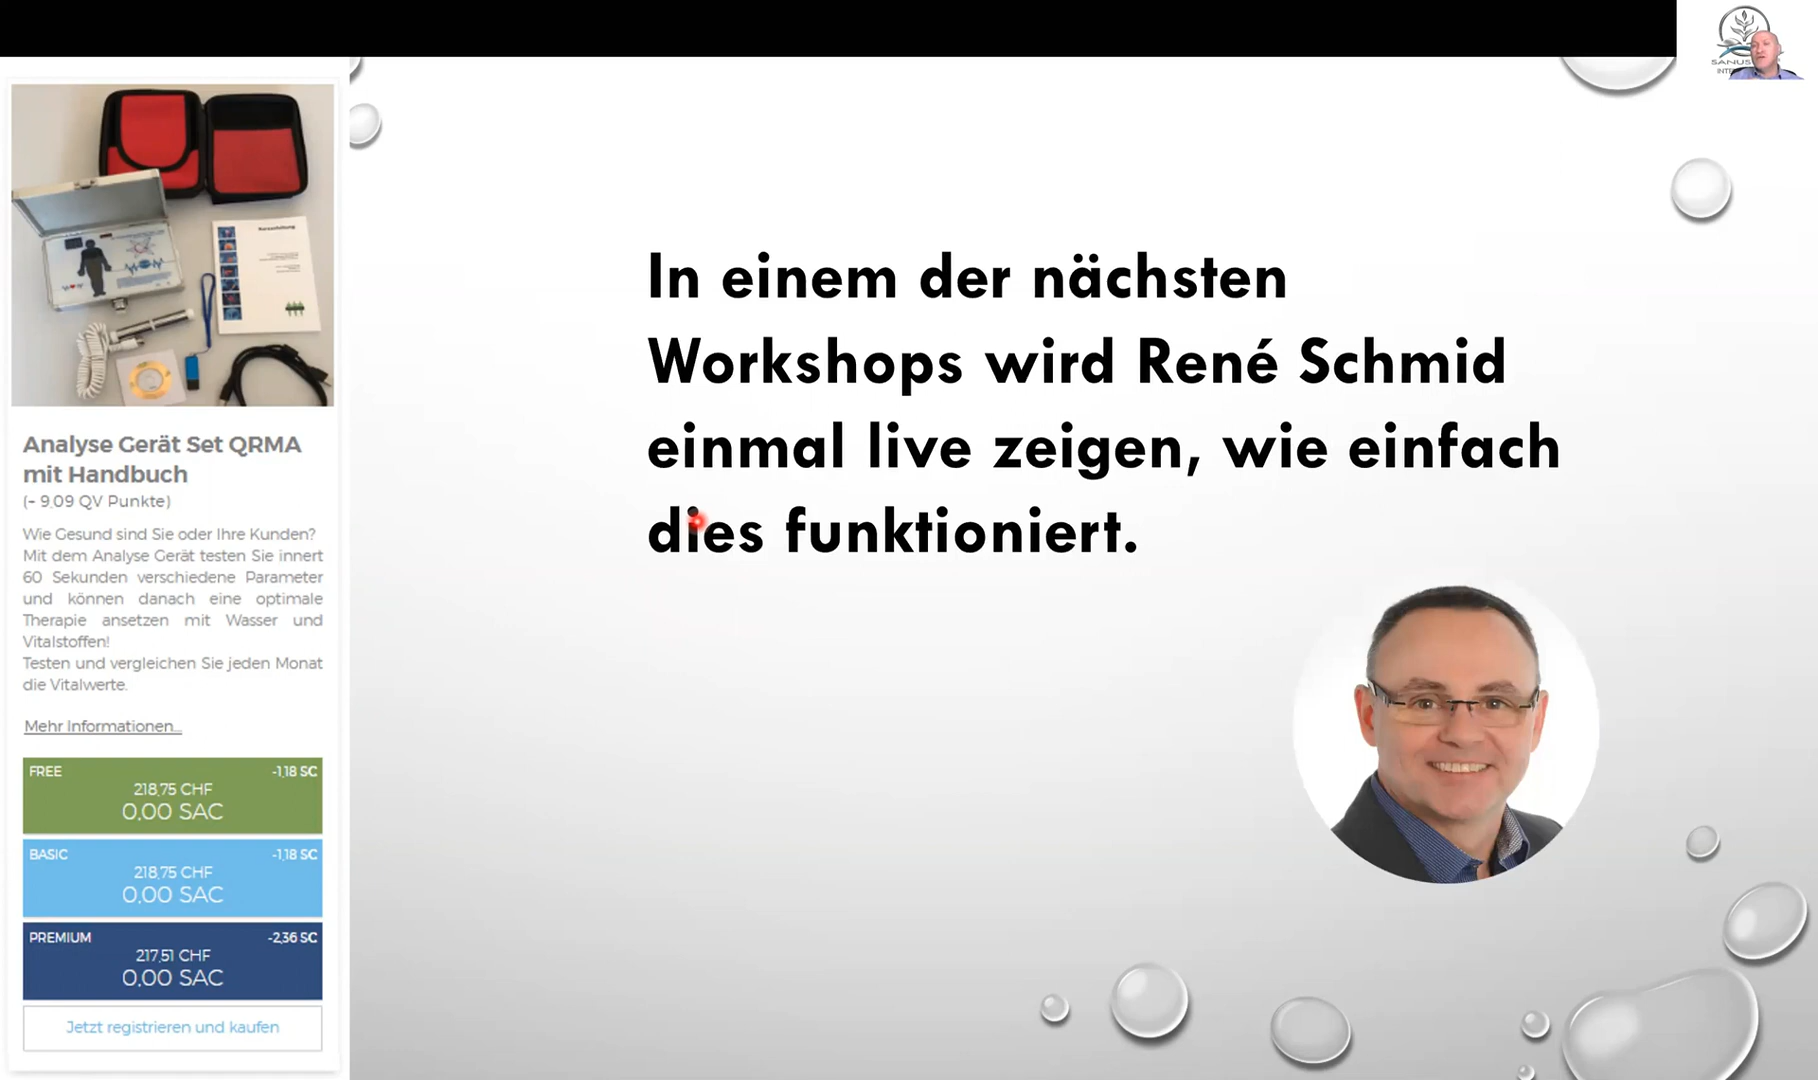 In einem der nächsten
Workshops wird René Schmid
einmal live zeigen, wie einfach
dies funktioniert.
Analyse Gerät Set QRMA
mit Handbuch
(- 9,09 QV Punkte)
Wie Gesund sind Sie oder Ihre Kunden?
Mit dem Analyse Gerät testen Sie innert
60 Sekunden verschiedene Parameter
und können danach eine optimale
Therapie ansetzen mit Wasser und
Vitalstoffen!
Testen und vergleichen Sie jeden Monat
die Vitalwerte.
Mehr Informationen...
FREE -1,18 SC
218,75 CHF
0,00 SAC
BASIC -1,18 SC
218,75 CHF
0,00 SAC
PREMIUM -2,36 SC
217,51 CHF
0,00 SAC
Jetzt registrieren und kaufen